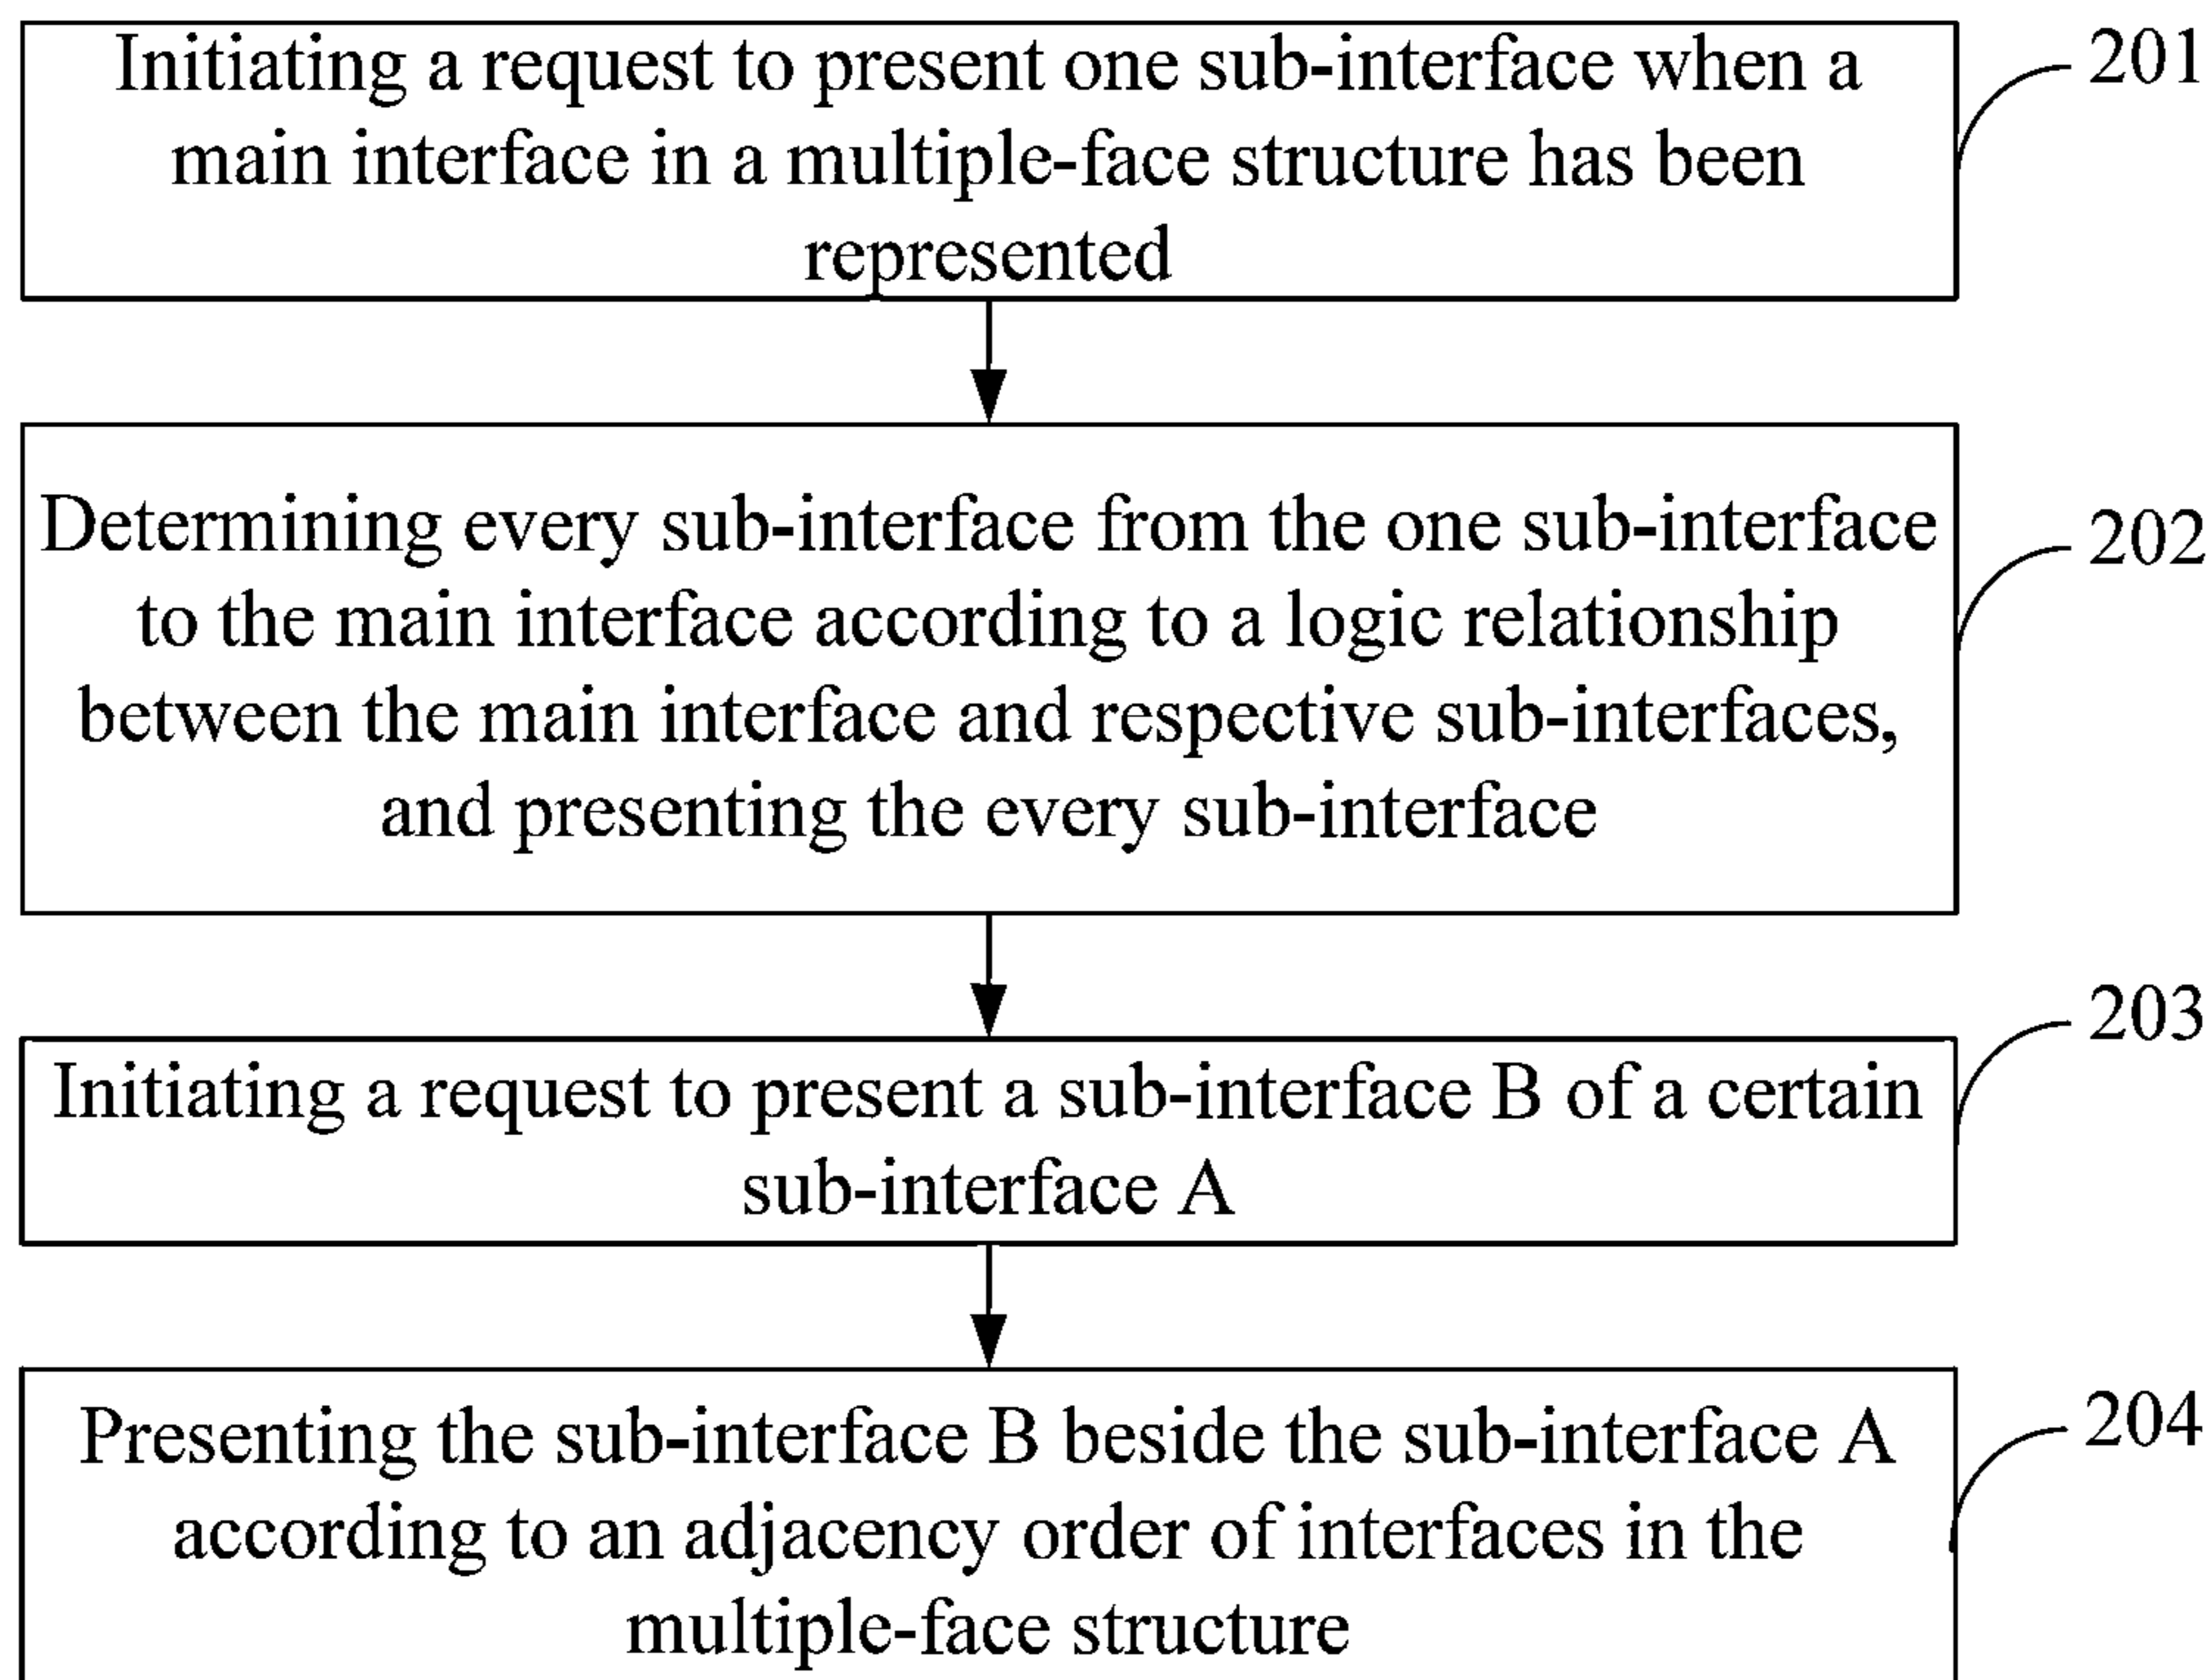 Initiating a request to present one sub-interface when a
main interface in a multiple-face structure has been
represented
201
Determining every sub-interface from the one sub-interface
to the main interface according to a logic relationship
between the main interface and respective sub-interfaces,
and presenting the every sub-interface
202
Initiating a request to present a sub-interface B of a certain
sub-interface A
203
Presenting the sub-interface B beside the sub-interface A
according to an adjacency order of interfaces in the
multiple-face structure
204